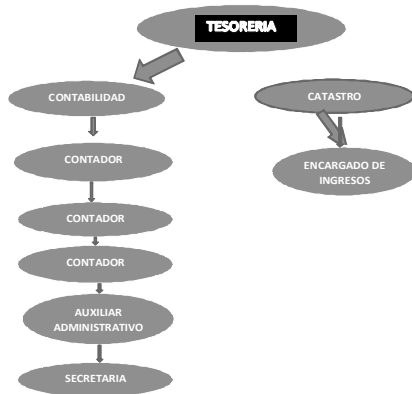 TESORERIA
CONTABILIDAD
CATASTRO
CONTADOR
ENCARGADO DE
INGRESOS
CONTADOR
CONTADOR
AUXILIAR
ADMINISTRATIVO
SECRETARIA